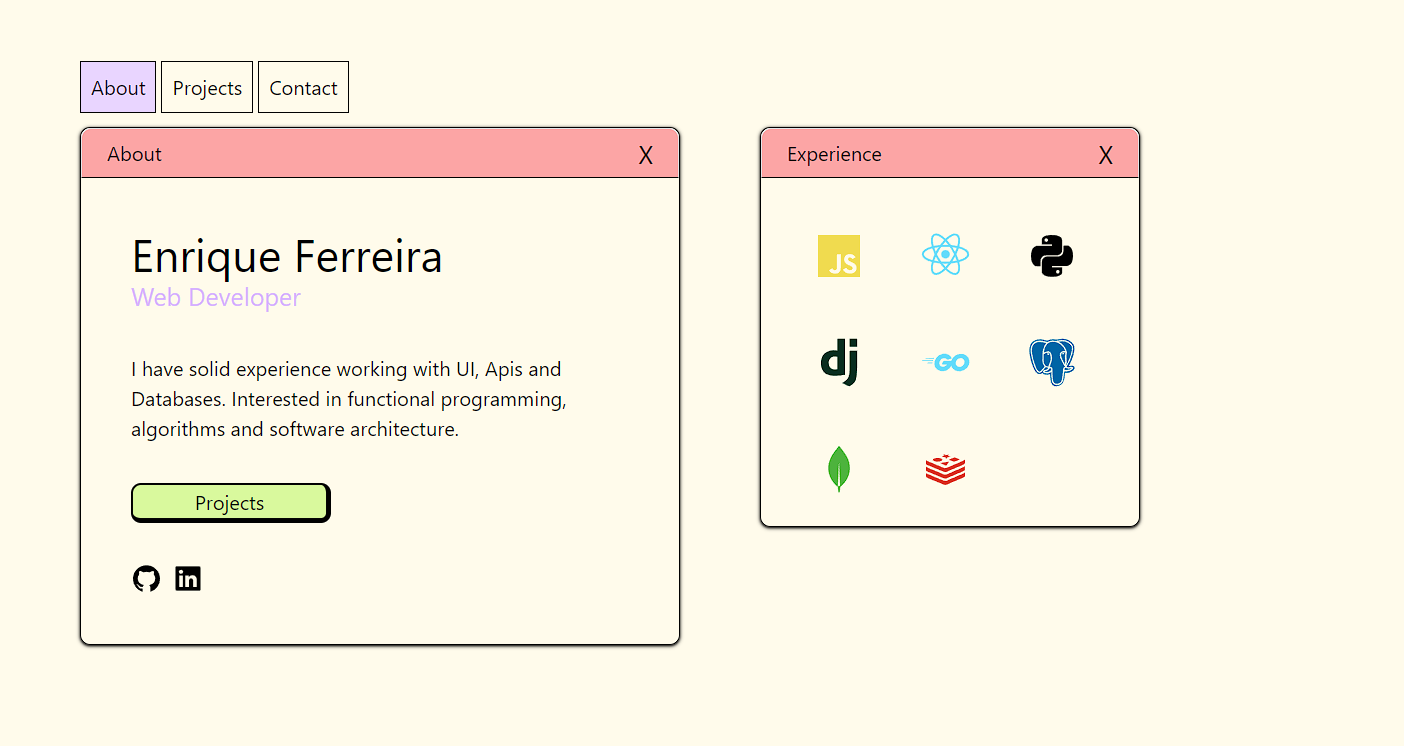 About
Projects
Contact
About X
Enrique Ferreira
Web Developer
I have solid experience working with UI, Apis and
Databases. Interested in functional programming,
algorithms and software architecture.
Projects
in
Experience X
JS
dj
GO